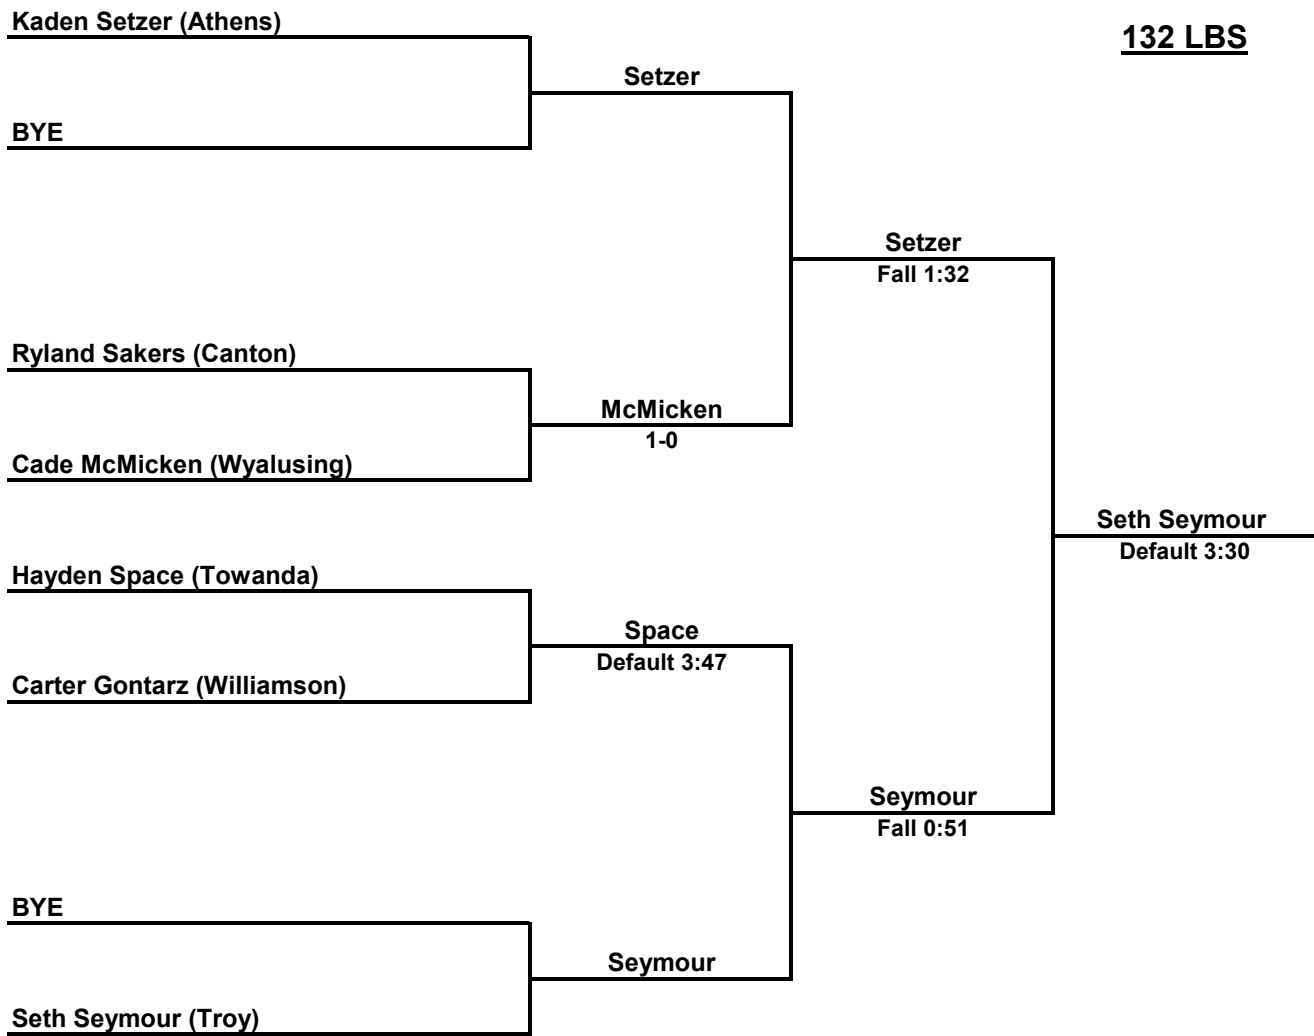 Kaden Setzer (Athens)
132 LBS
Setzer
BYE
Setzer
Fall 1:32
Ryland Sakers (Canton)
McMicken
1-0
Cade McMicken (Wyalusing)
Seth Seymour
Default 3:30
Hayden Space (Towanda)
Space
Default 3:47
Carter Gontarz (Williamson)
Seymour
Fall 0:51
BYE
Seymour
Seth Seymour (Troy)